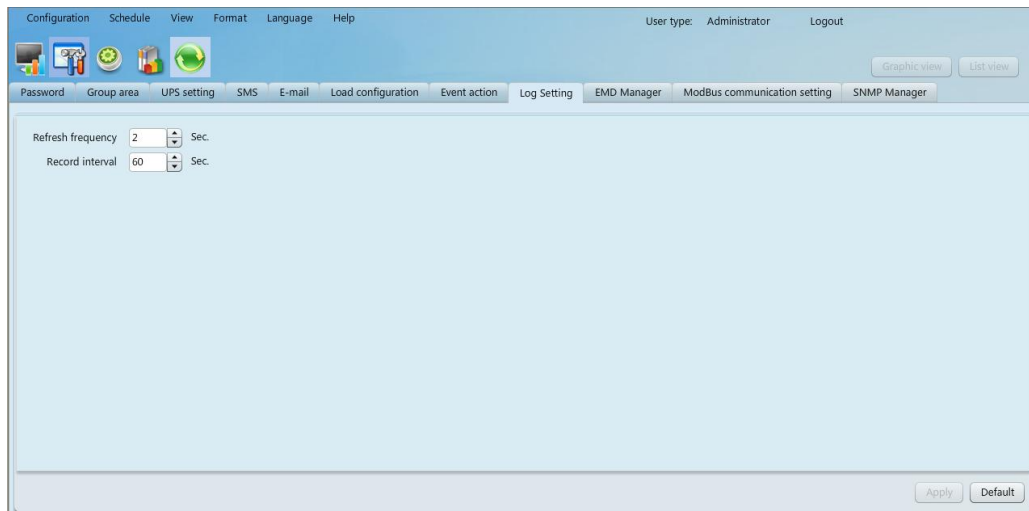 Configuration Schedule View Format Language Help User type: Administrator Logout
Graphic view List view
Password Group area UPS setting SMS E-mail Load configuration Event action Log Setting EMD Manager ModBus communication setting SNMP Manager
Refresh frequency 2 Sec.
Record interval 60 Sec.
Apply Default